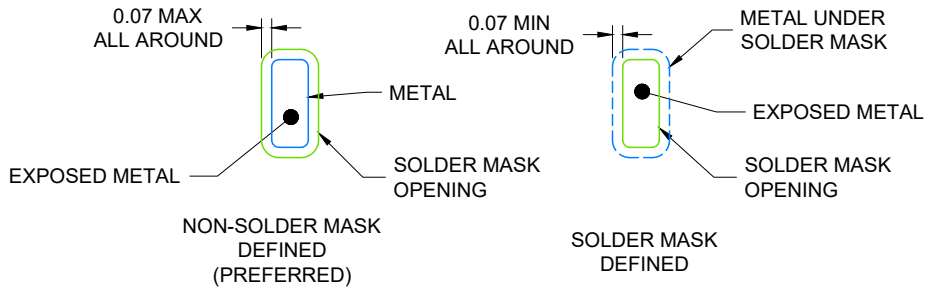 0.07 MAX
ALL AROUND
METAL
EXPOSED METAL
SOLDER MASK
OPENING
NON-SOLDER MASK
DEFINED
(PREFERRED)
0.07 MIN
ALL AROUND
METAL UNDER
SOLDER MASK
EXPOSED METAL
SOLDER MASK
OPENING
SOLDER MASK
DEFINED